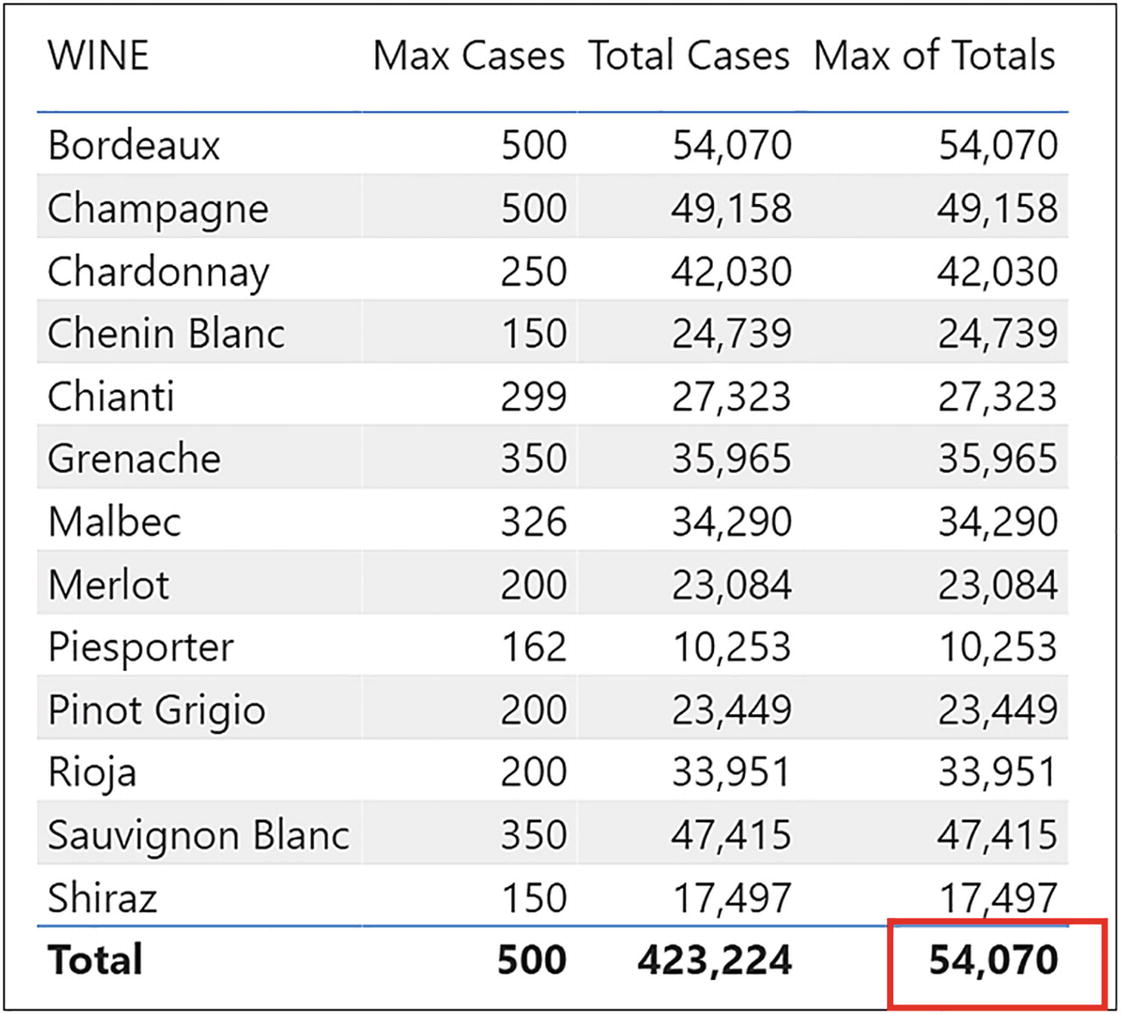 WINE Max Cases Total Cases Max of Totals
Bordeaux 500 54,070 54,070
Champagne 500 49,158 49,158
Chardonnay 250 42,030 42,030
Chenin Blanc 150 24,739 24,739
Chianti 299 27,323 27,323
Grenache 350 35,965 35,965
Malbec 326 34,290 34,290
Merlot 200 23,084 23,084
Piesporter 162 10,253 10,253
Pinot Grigio 200 23,449 23,449
Rioja 200 33,951 33,951
Sauvignon Blanc 350 47,415 47,415
Shiraz 150 17,497 17,497
Total 500 423,224 54,070